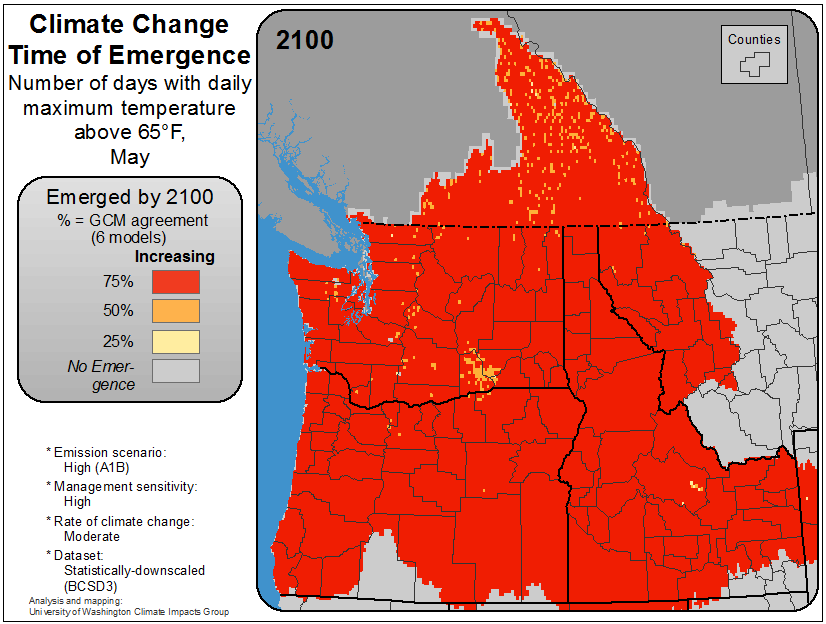 Climate Change
Time of Emergence
Number of days with daily
maximum temperature
above 65°F,
May
Emerged by 2100
% = GCM agreement
(6 models)
Increasing
75%
50%
25%
No Emer-
gence
* Emission scenario:
High (A1B)
* Management sensitivity:
High
* Rate of climate change:
Moderate
* Dataset:
Statistically-downscaled
(BCSD3)
Analysis and mapping:
University of Washington Climate Impacts Group
2100
Counties